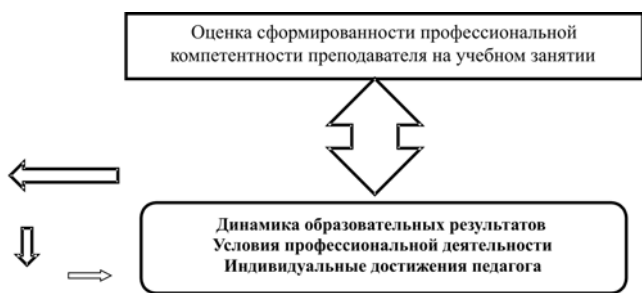 Оценка сформированности профессиональной
компетентности преподавателя на учебном занятии
Динамика образовательных результатов
Условия профессиональной деятельности
Индивидуальные достижения педагога